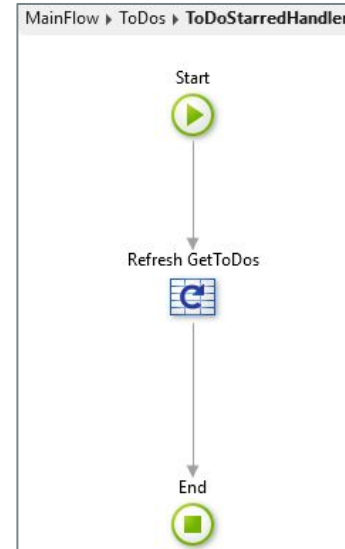 MainFlow ▸ ToDos ▸ ToDoStarredHandler
Start
Refresh GetToDos
End